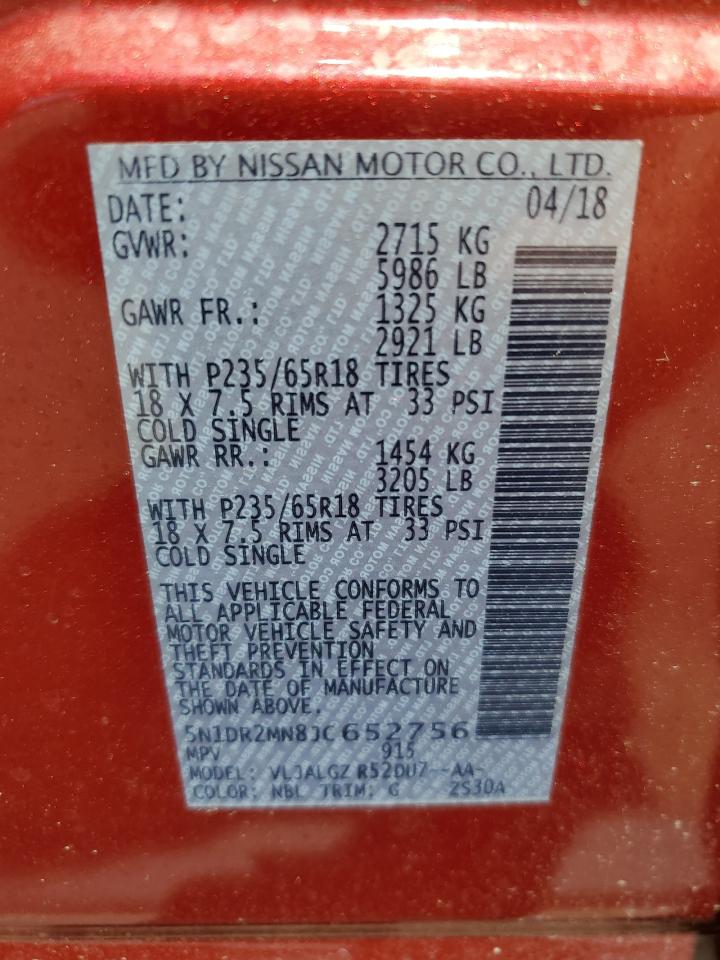 MFD BY NISSAN MOTOR CO., LTD.
DATE: 04/18
GVWR: 2715 KG
5986 LB
GAWR FR.: 1325 KG
2921 LB
WITH P235/65R18 TIRES
18 X 7.5 RIMS AT 33 PSI
COLD SINGLE
GAWR RR.: 1454 KG
3205 LB
WITH P235/65R18 TIRES
18 X 7.5 RIMS AT 33 PSI
COLD SINGLE
THIS VEHICLE CONFORMS TO
ALL APPLICABLE FEDERAL
MOTOR VEHICLE SAFETY AND
THEFT PREVENTION
STANDARDS IN EFFECT ON
THE DATE OF MANUFACTURE
SHOWN ABOVE.
5N1DR2MN8JC652756
MPV 915
MODEL: VLJALGZ R52DU7--AA-
COLOR: NBL TRIM: G 2S30A